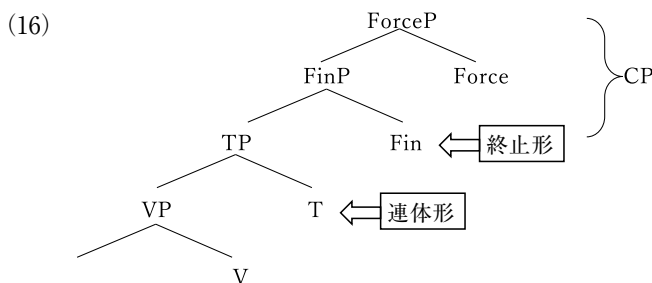 (16)
ForceP
FinP Force CP
TP Fin 終止形
VP T 連体形
V